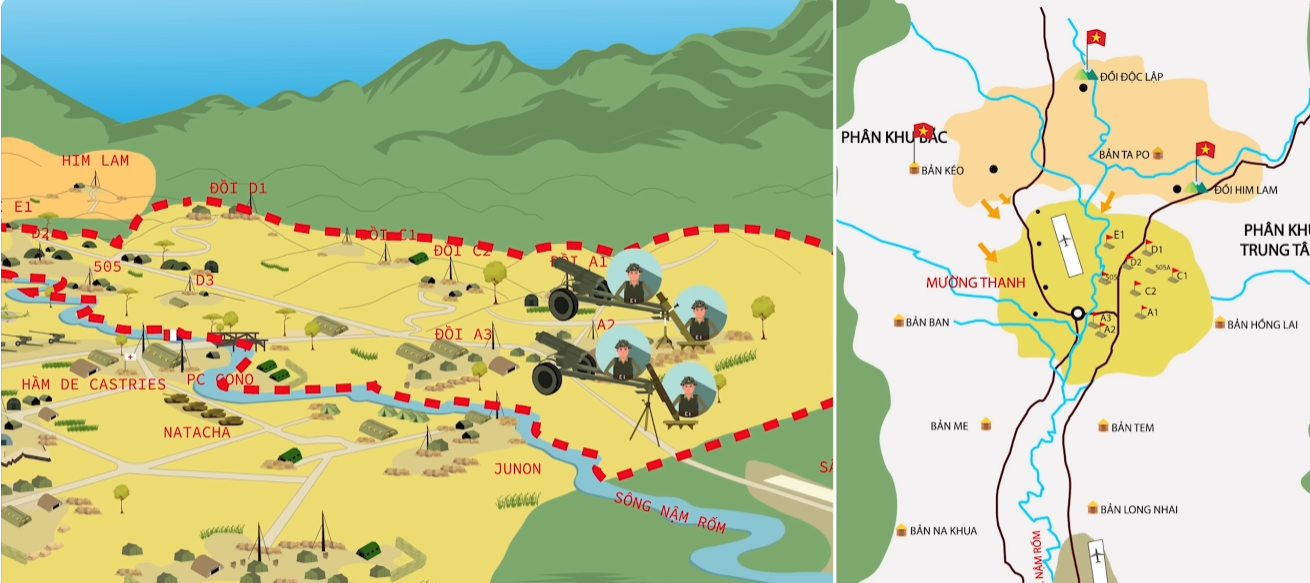 HIM LAM
ĐỒI D1
E1
D2
ĐỒI C1
ĐỒI C2
505
ĐỒI A1
D3
A2
ĐỒI A3
HẦM DE CASTRIES
PC GONO
NATACHA
JUNON
SÔNG NẬM RỐM
ĐỒI ĐỘC LẬP
PHÂN KHU BẮC
BẢN TA PO
BẢN KÉO
ĐỒI HIM LAM
E1
D1
D2
505A
C1
505
C2
PHÂN KHU
TRUNG TÂ
MƯỜNG THANH
A3
A1
A2
BẢN BAN
BẢN HỒNG LAI
BẢN ME
BẢN TEM
BẢN LONG NHAI
BẢN NA KHUA
NẬM RỐM